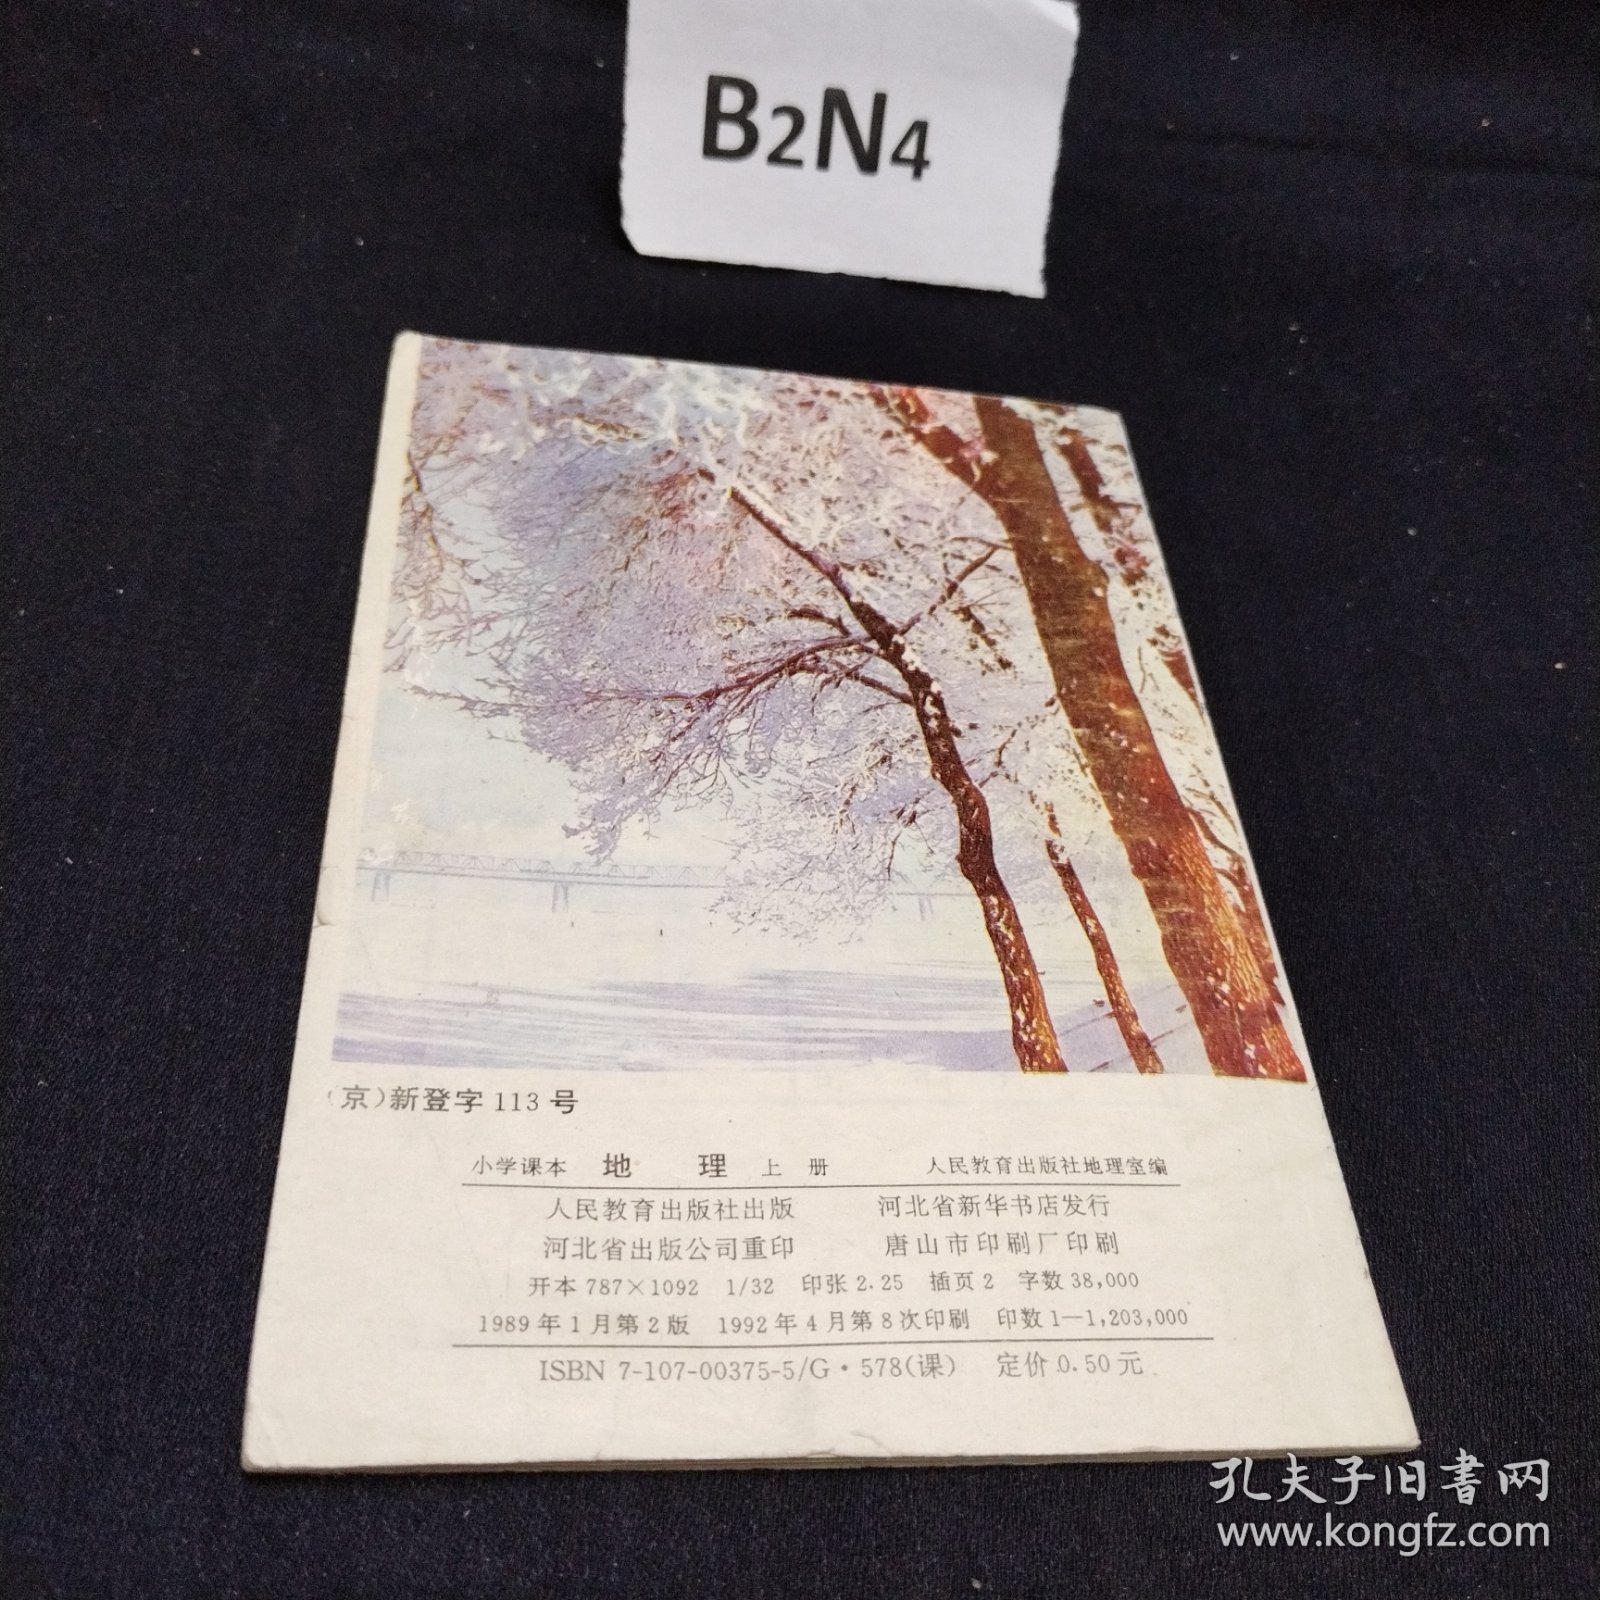 B2N4
(京)新登字113号
小学课本 地 理 上 册 人民教育出版社地理室编
人民教育出版社出版 河北省新华书店发行
河北省出版公司重印 唐山市印刷厂印刷
开本787×1092 1/32 印张2.25 插页2 字数38,000
1989年1月第2版 1992年4月第8次印刷 印数1—1,203,000
ISBN 7-107-00375-5/G·578(课) 定价0.50元
孔夫子旧書网
www.kongfz.com